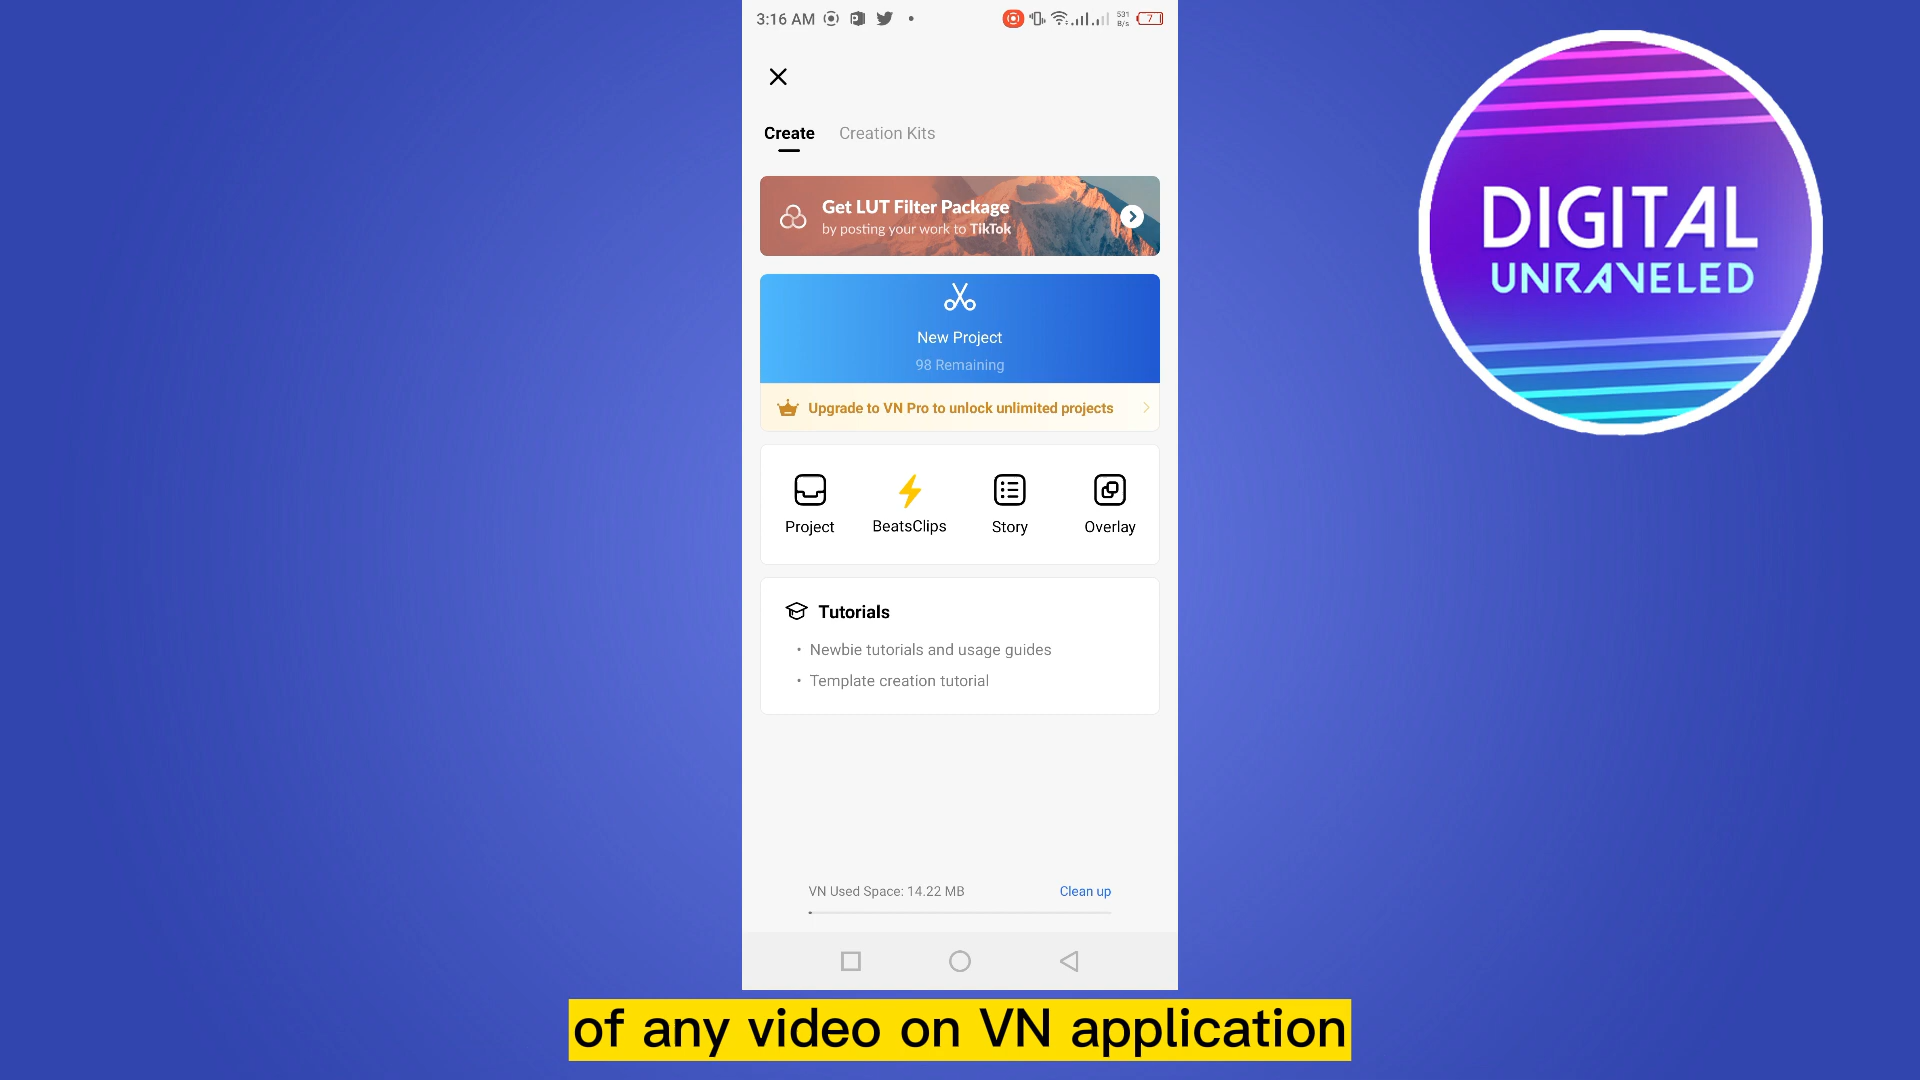 3:16 AM
531
B/s
7
Create Creation Kits
Get LUT Filter Package
by posting your work to TikTok
New Project
98 Remaining
Upgrade to VN Pro to unlock unlimited projects
Project BeatsClips Story Overlay
Tutorials
• Newbie tutorials and usage guides
• Template creation tutorial
VN Used Space: 14.22 MB Clean up
DIGITAL
UNRAVELED
of any video on VN application